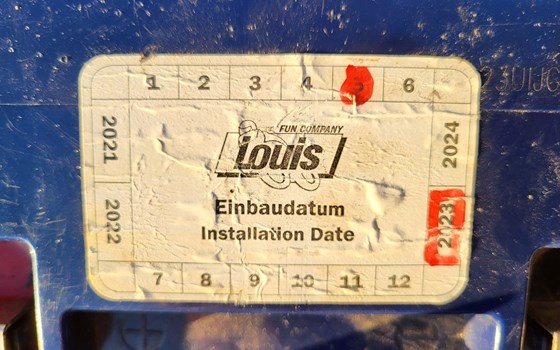 1 2 3 4 5 6
FUN COMPANY
Louis
2021
2022
2024
2023
Einbaudatum
Installation Date
7 8 9 10 11 12